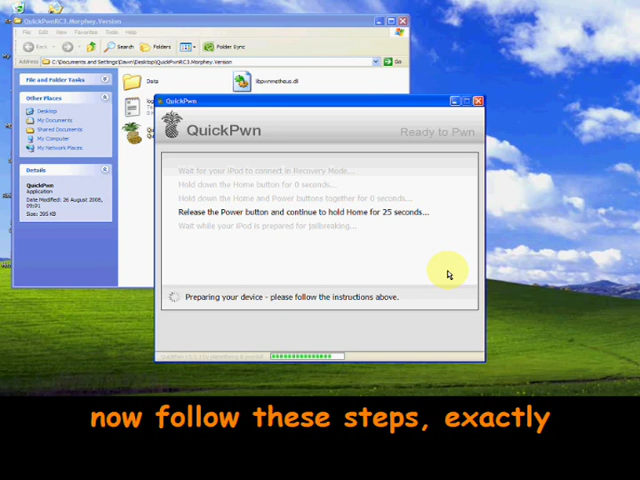 QuickPwnRC3.Morphey.Version
File Edit View Favorites Tools Help
Back Search Folders Folder Sync
Address C:\Documents and Settings\Dawn\Desktop\QuickPwnRC3.Morphey.Version Go
File and Folder Tasks
Other Places
Desktop
My Documents
Shared Documents
My Computer
My Network Places
Details
QuickPwn
Application
Date Modified: 26 August 2008,
Size: 295 KB
Data
libpwnmetheus.dll
QuickPwn
QuickPwn
Ready to Pwn
Wait for your iPod to connect in Recovery Mode...
Hold down the Home button for 0 seconds...
Hold down the Home and Power buttons together for 0 seconds...
Release the Power button and continue to hold Home for 25 seconds...
Wait while your iPod is prepared for jailbreaking...
Preparing your device - please follow the instructions above.
now follow these steps, exactly